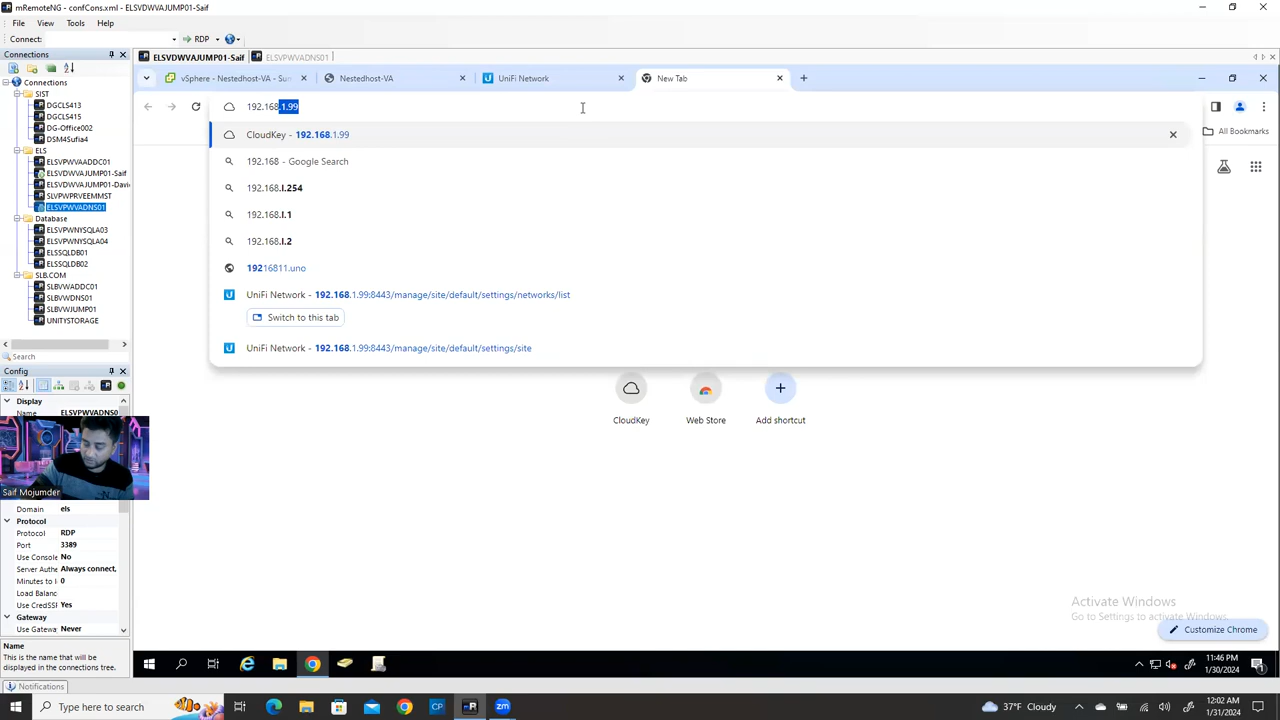 mRemoteNG - confCons.xml - ELSVDWVAJUMP01-Saif
File View Tools Help
Connect: RDP
Connections
ELSVDWVAJUMP01-Saif
ELSVPWVADNS01
vSphere - Nestedhost-VA - Su
Nestedhost-VA
UniFi Network
New Tab
Connections
SIST
DGCLS413
DGCLS415
DG-Office002
DSM4Sufia4
ELS
ELSVPWVAADDC01
ELSVDWVAJUMP01-Saif
ELSVDWVAJUMP01-Davi
SLVPWPRVEEMMST
ELSVPWVADNS01
Database
ELSVPWNYSQLA03
ELSVPWNYSQLA04
ELSSQLDB01
ELSSQLDB02
SLB.COM
SLBVWADDC01
SLBVWDNS01
SLBVWJUMP01
UNITYSTORAGE
Search
192.168.1.99
CloudKey - 192.168.1.99
192.168 - Google Search
192.168.l.254
192.168.l.1
192.168.l.2
19216811.uno
UniFi Network - 192.168.1.99:8443/manage/site/default/settings/networks/list
Switch to this tab
UniFi Network - 192.168.1.99:8443/manage/site/default/settings/site
All Bookmarks
CloudKey
Web Store
Add shortcut
Config
Display
Name ELSVPWVADNS0
Saif Mojumder
Domain els
Protocol
Protocol RDP
Port 3389
Use Console No
Server Authe Always connect,
Minutes to I 0
Load Balanc
Use CredSSP Yes
Gateway
Use Gatewa Never
Name
This is the name that will be
displayed in the connections tree.
Activate Windows
Go to Settings to activate Windows.
Customize Chrome
11:46 PM
1/30/2024
Notifications
Type here to search
CP
37°F Cloudy
12:02 AM
1/31/2024